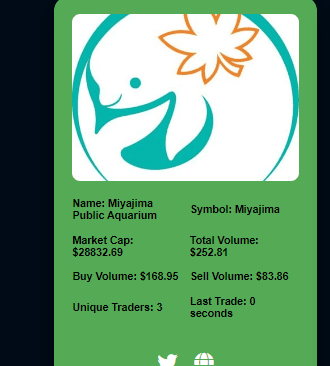 Name: Miyajima
Public Aquarium
Symbol: Miyajima
Market Cap:
$28832.69
Total Volume:
$252.81
Buy Volume: $168.95
Sell Volume: $83.86
Unique Traders: 3
Last Trade: 0
seconds